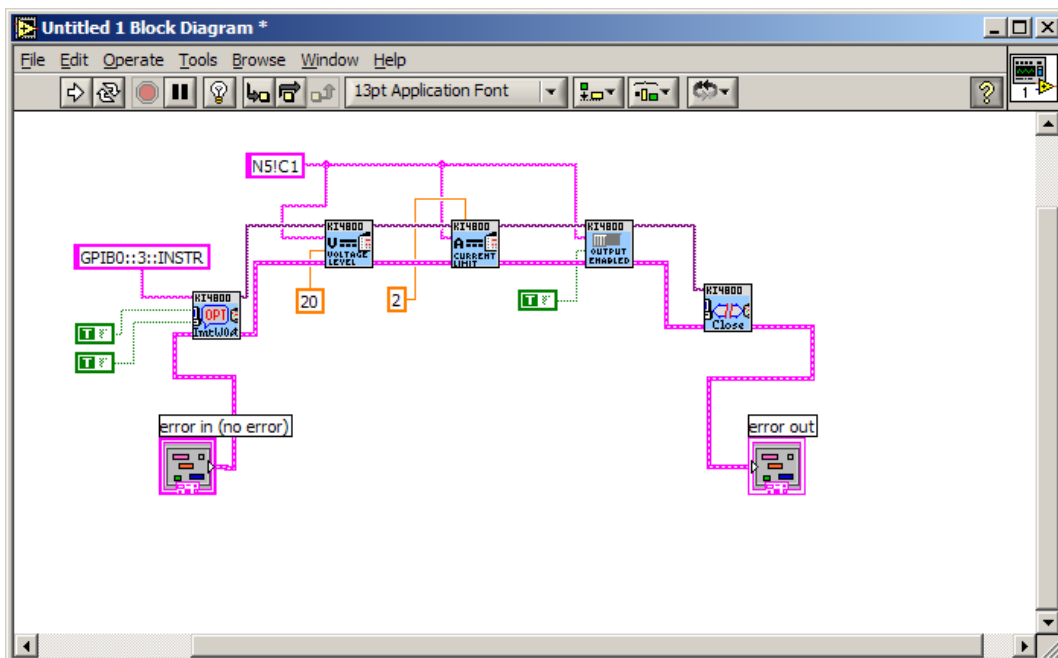 Untitled 1 Block Diagram *
File Edit Operate Tools Browse Window Help
13pt Application Font
?
1
N5!C1
KI4800
V
VOLTAGE
LEVEL
KI4800
A
CURRENT
LIMIT
KI4800
OUTPUT
ENABLED
GPIB0::3::INSTR
20
2
T
KI4800
OPT
KI4800
Close
T
T
error in (no error)
error out